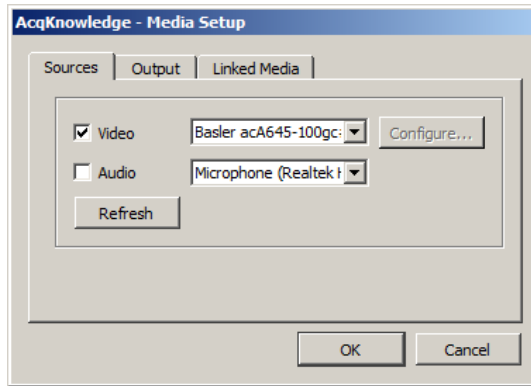 AcqKnowledge - Media Setup
Sources Output Linked Media
Video Basler acA645-100gc: Configure...
Audio Microphone (Realtek H
Refresh
OK Cancel